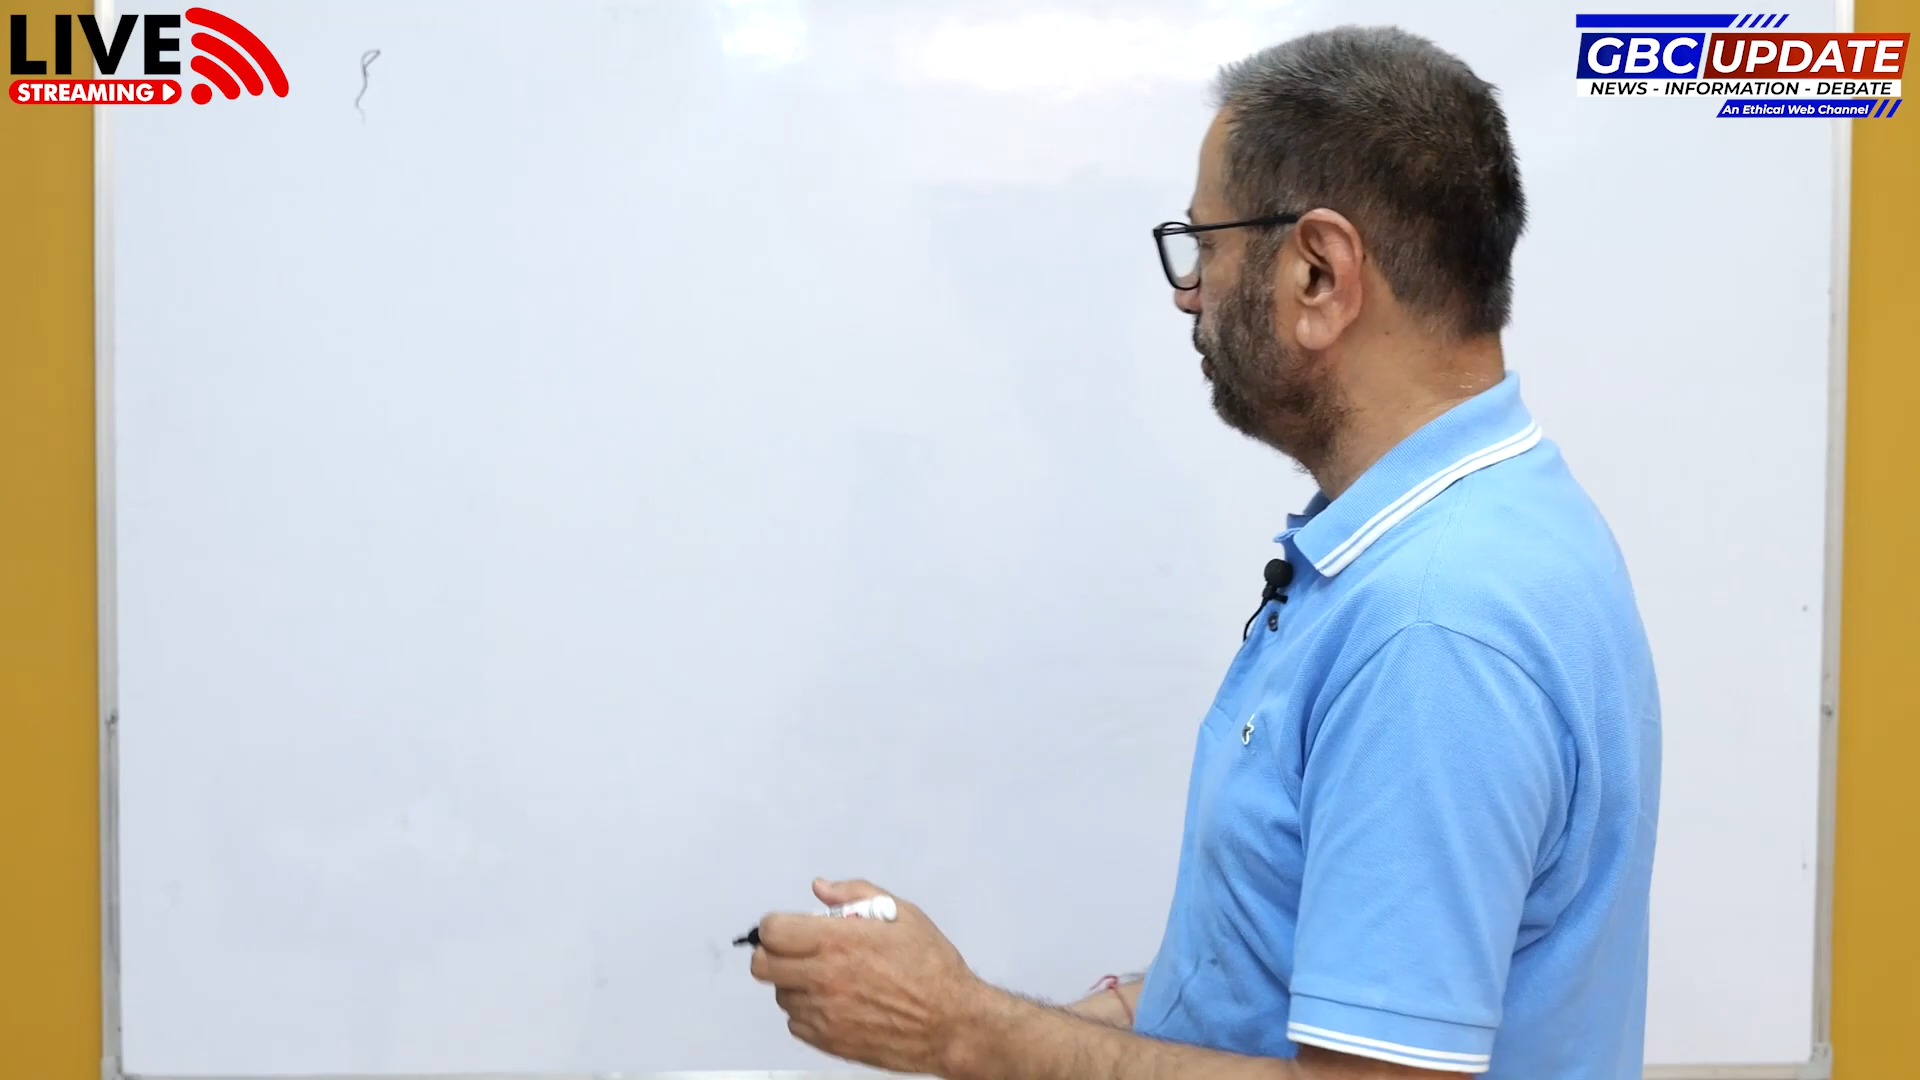 LIVE
STREAMING
GBC UPDATE
NEWS - INFORMATION - DEBATE
An Ethical Web Channel